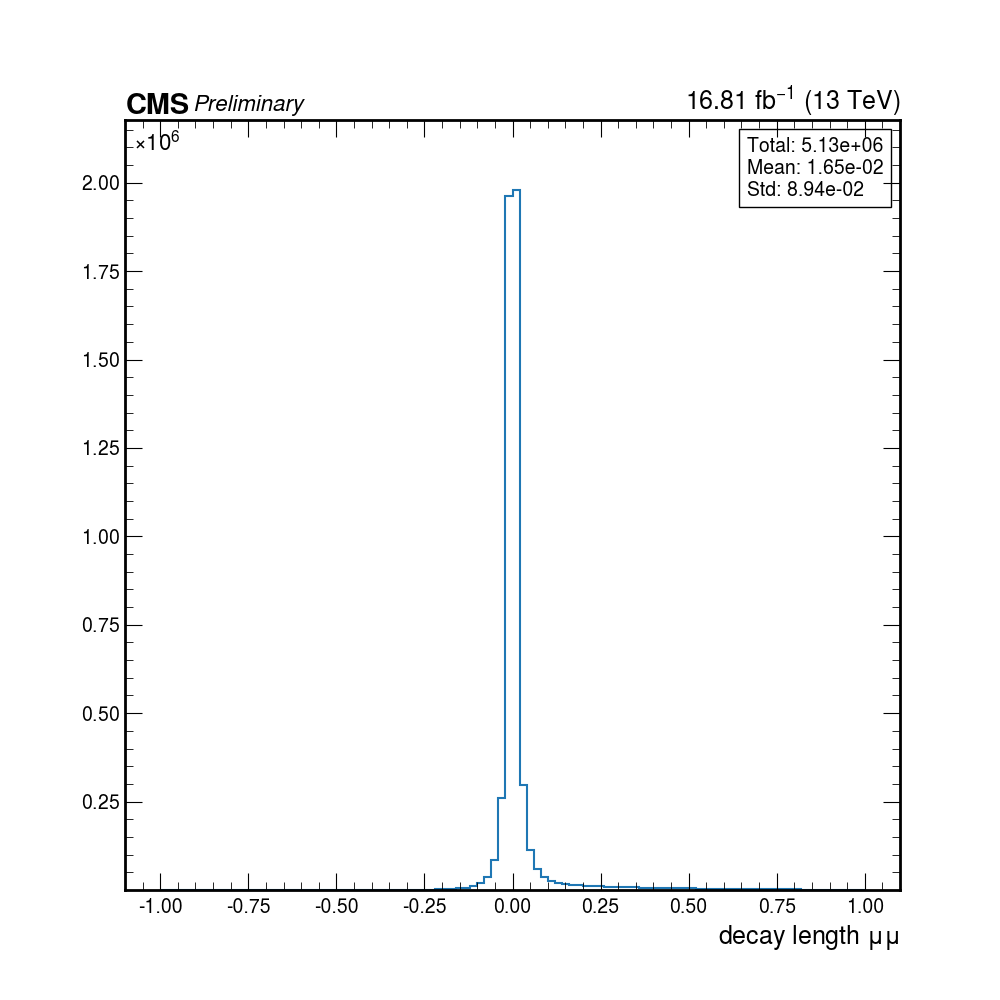 CMS Preliminary
16.81 fb⁻¹ (13 TeV)
×10⁶
Total: 5.13e+06
Mean: 1.65e-02
Std: 8.94e-02
2.00
1.75
1.50
1.25
1.00
0.75
0.50
0.25
-1.00 -0.75 -0.50 -0.25 0.00 0.25 0.50 0.75 1.00
decay length μμ